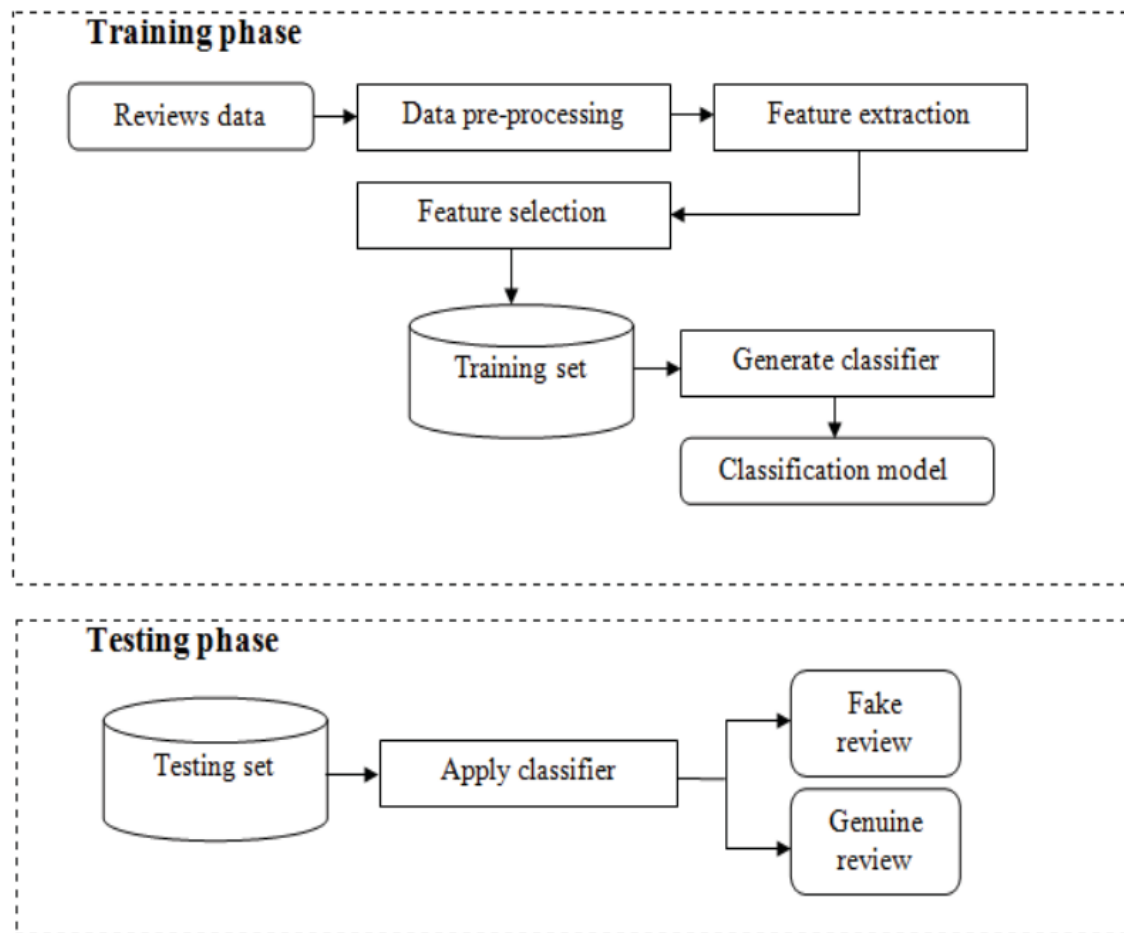 Training phase
Reviews data
Data pre-processing
Feature extraction
Feature selection
Training set
Generate classifier
Classification model
Testing phase
Testing set
Apply classifier
Fake
review
Genuine
review